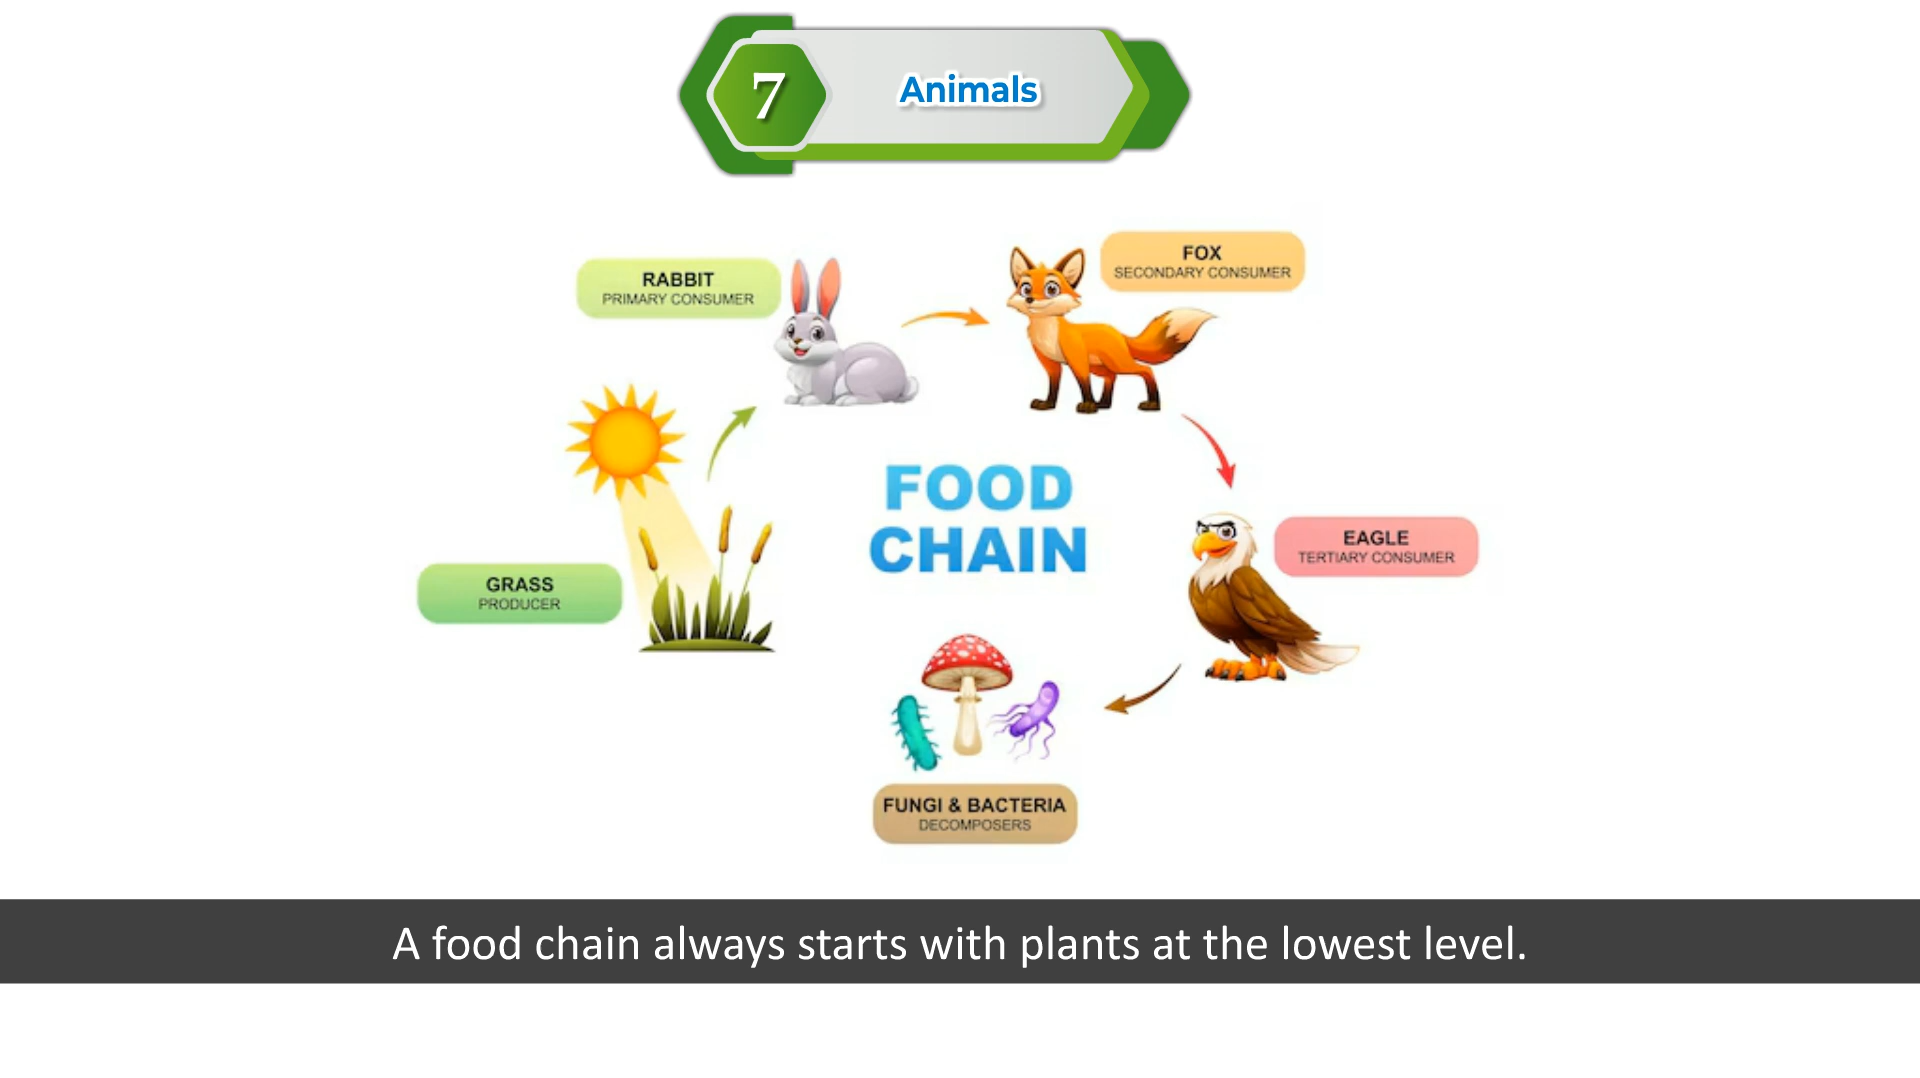 7
Animals
RABBIT
PRIMARY CONSUMER
FOX
SECONDARY CONSUMER
FOOD
CHAIN
EAGLE
TERTIARY CONSUMER
GRASS
PRODUCER
FUNGI & BACTERIA
DECOMPOSERS
A food chain always starts with plants at the lowest level.